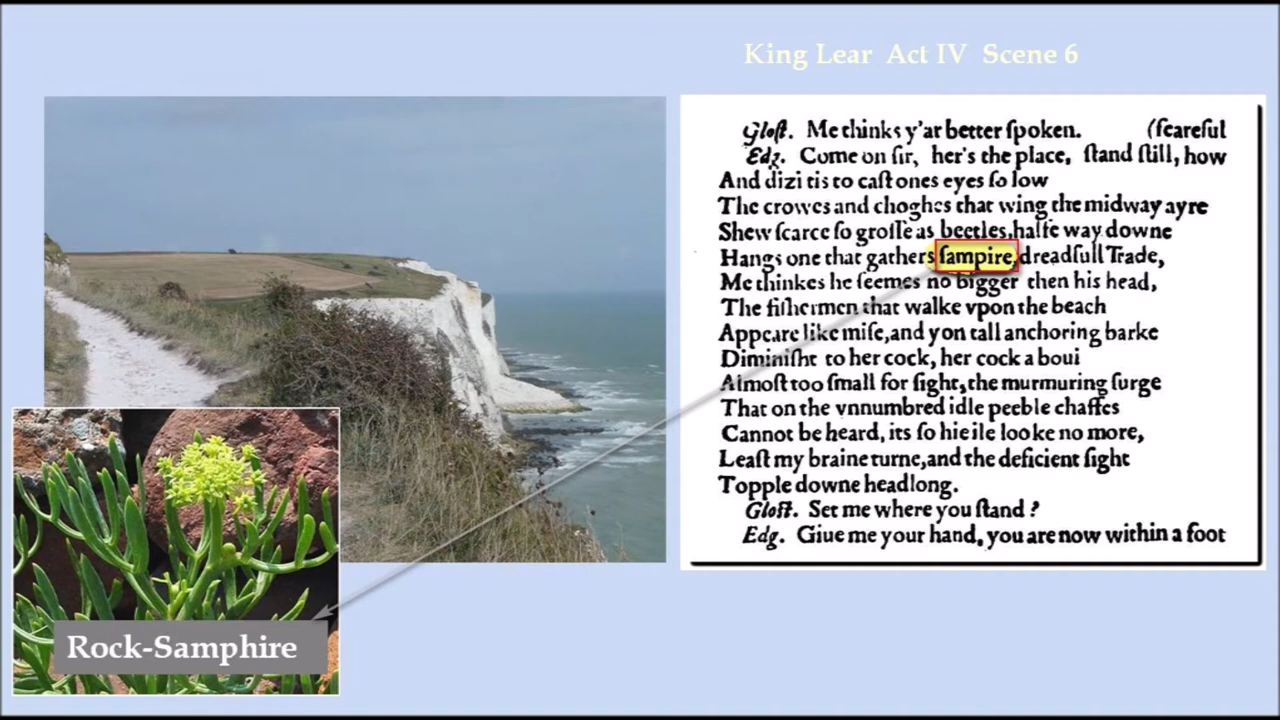 King Lear Act IV Scene 6
Gloſt. Me thinks y'ar better ſpoken. (fearefull
Edg. Come on ſir, her's the place, ſtand ſtill, how
And dizi tis to caſt ones eyes ſo low
The crowes and choghes that wing the midway ayre
Shew ſcarce ſo groſſe as beetles,halfe way downe
Hangs one that gathers ſampire,dreadfull Trade,
Me thinkes he ſeemes no bigger then his head,
The fiſhermen that walke vpon the beach
Appeare like miſe,and yon tall anchoring barke
Diminiſht to her cock, her cock a boui
Almoſt too ſmall for ſight,the murmuring ſurge
That on the vnnumbred idle peeble chaffes
Cannot be heard, its ſo hie ile looke no more,
Leaſt my braine turne,and the deficient ſight
Topple downe headlong.
Gloſt. Set me where you ſtand ?
Edg. Giue me your hand, you are now within a foot
Rock-Samphire